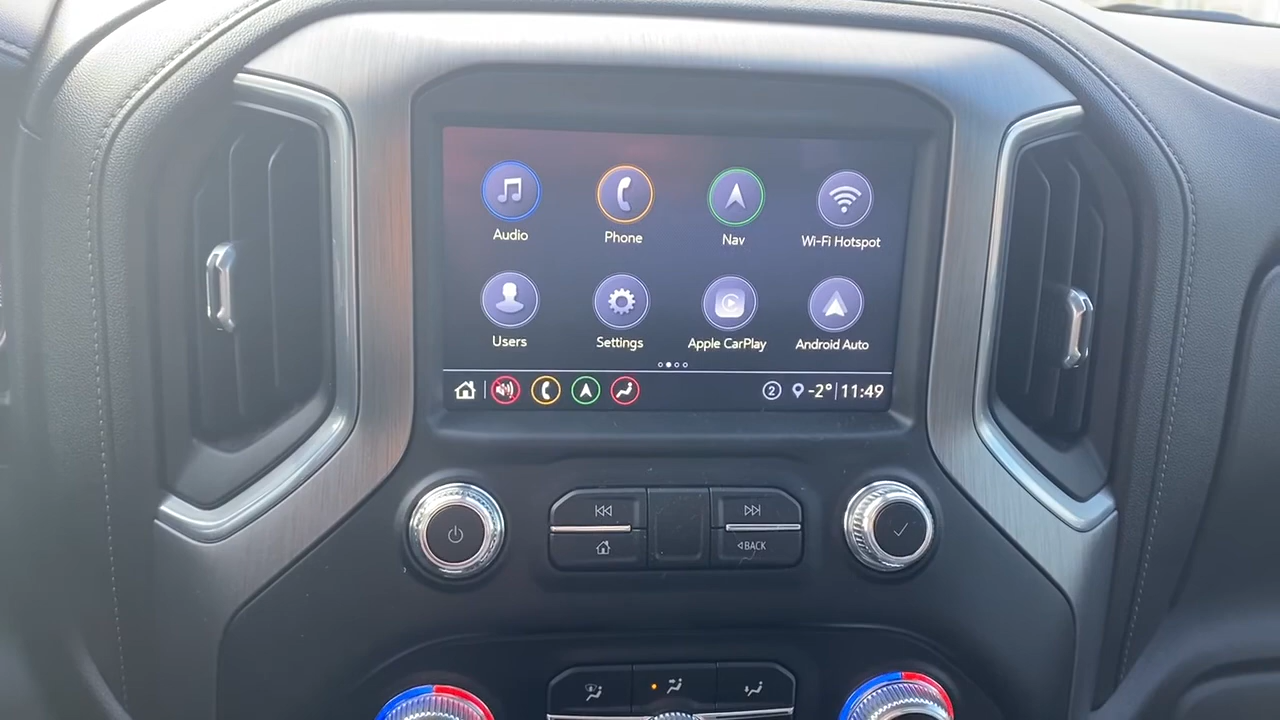 Audio Phone Nav Wi-Fi Hotspot
Users Settings Apple CarPlay Android Auto
2 -2° 11:49
BACK